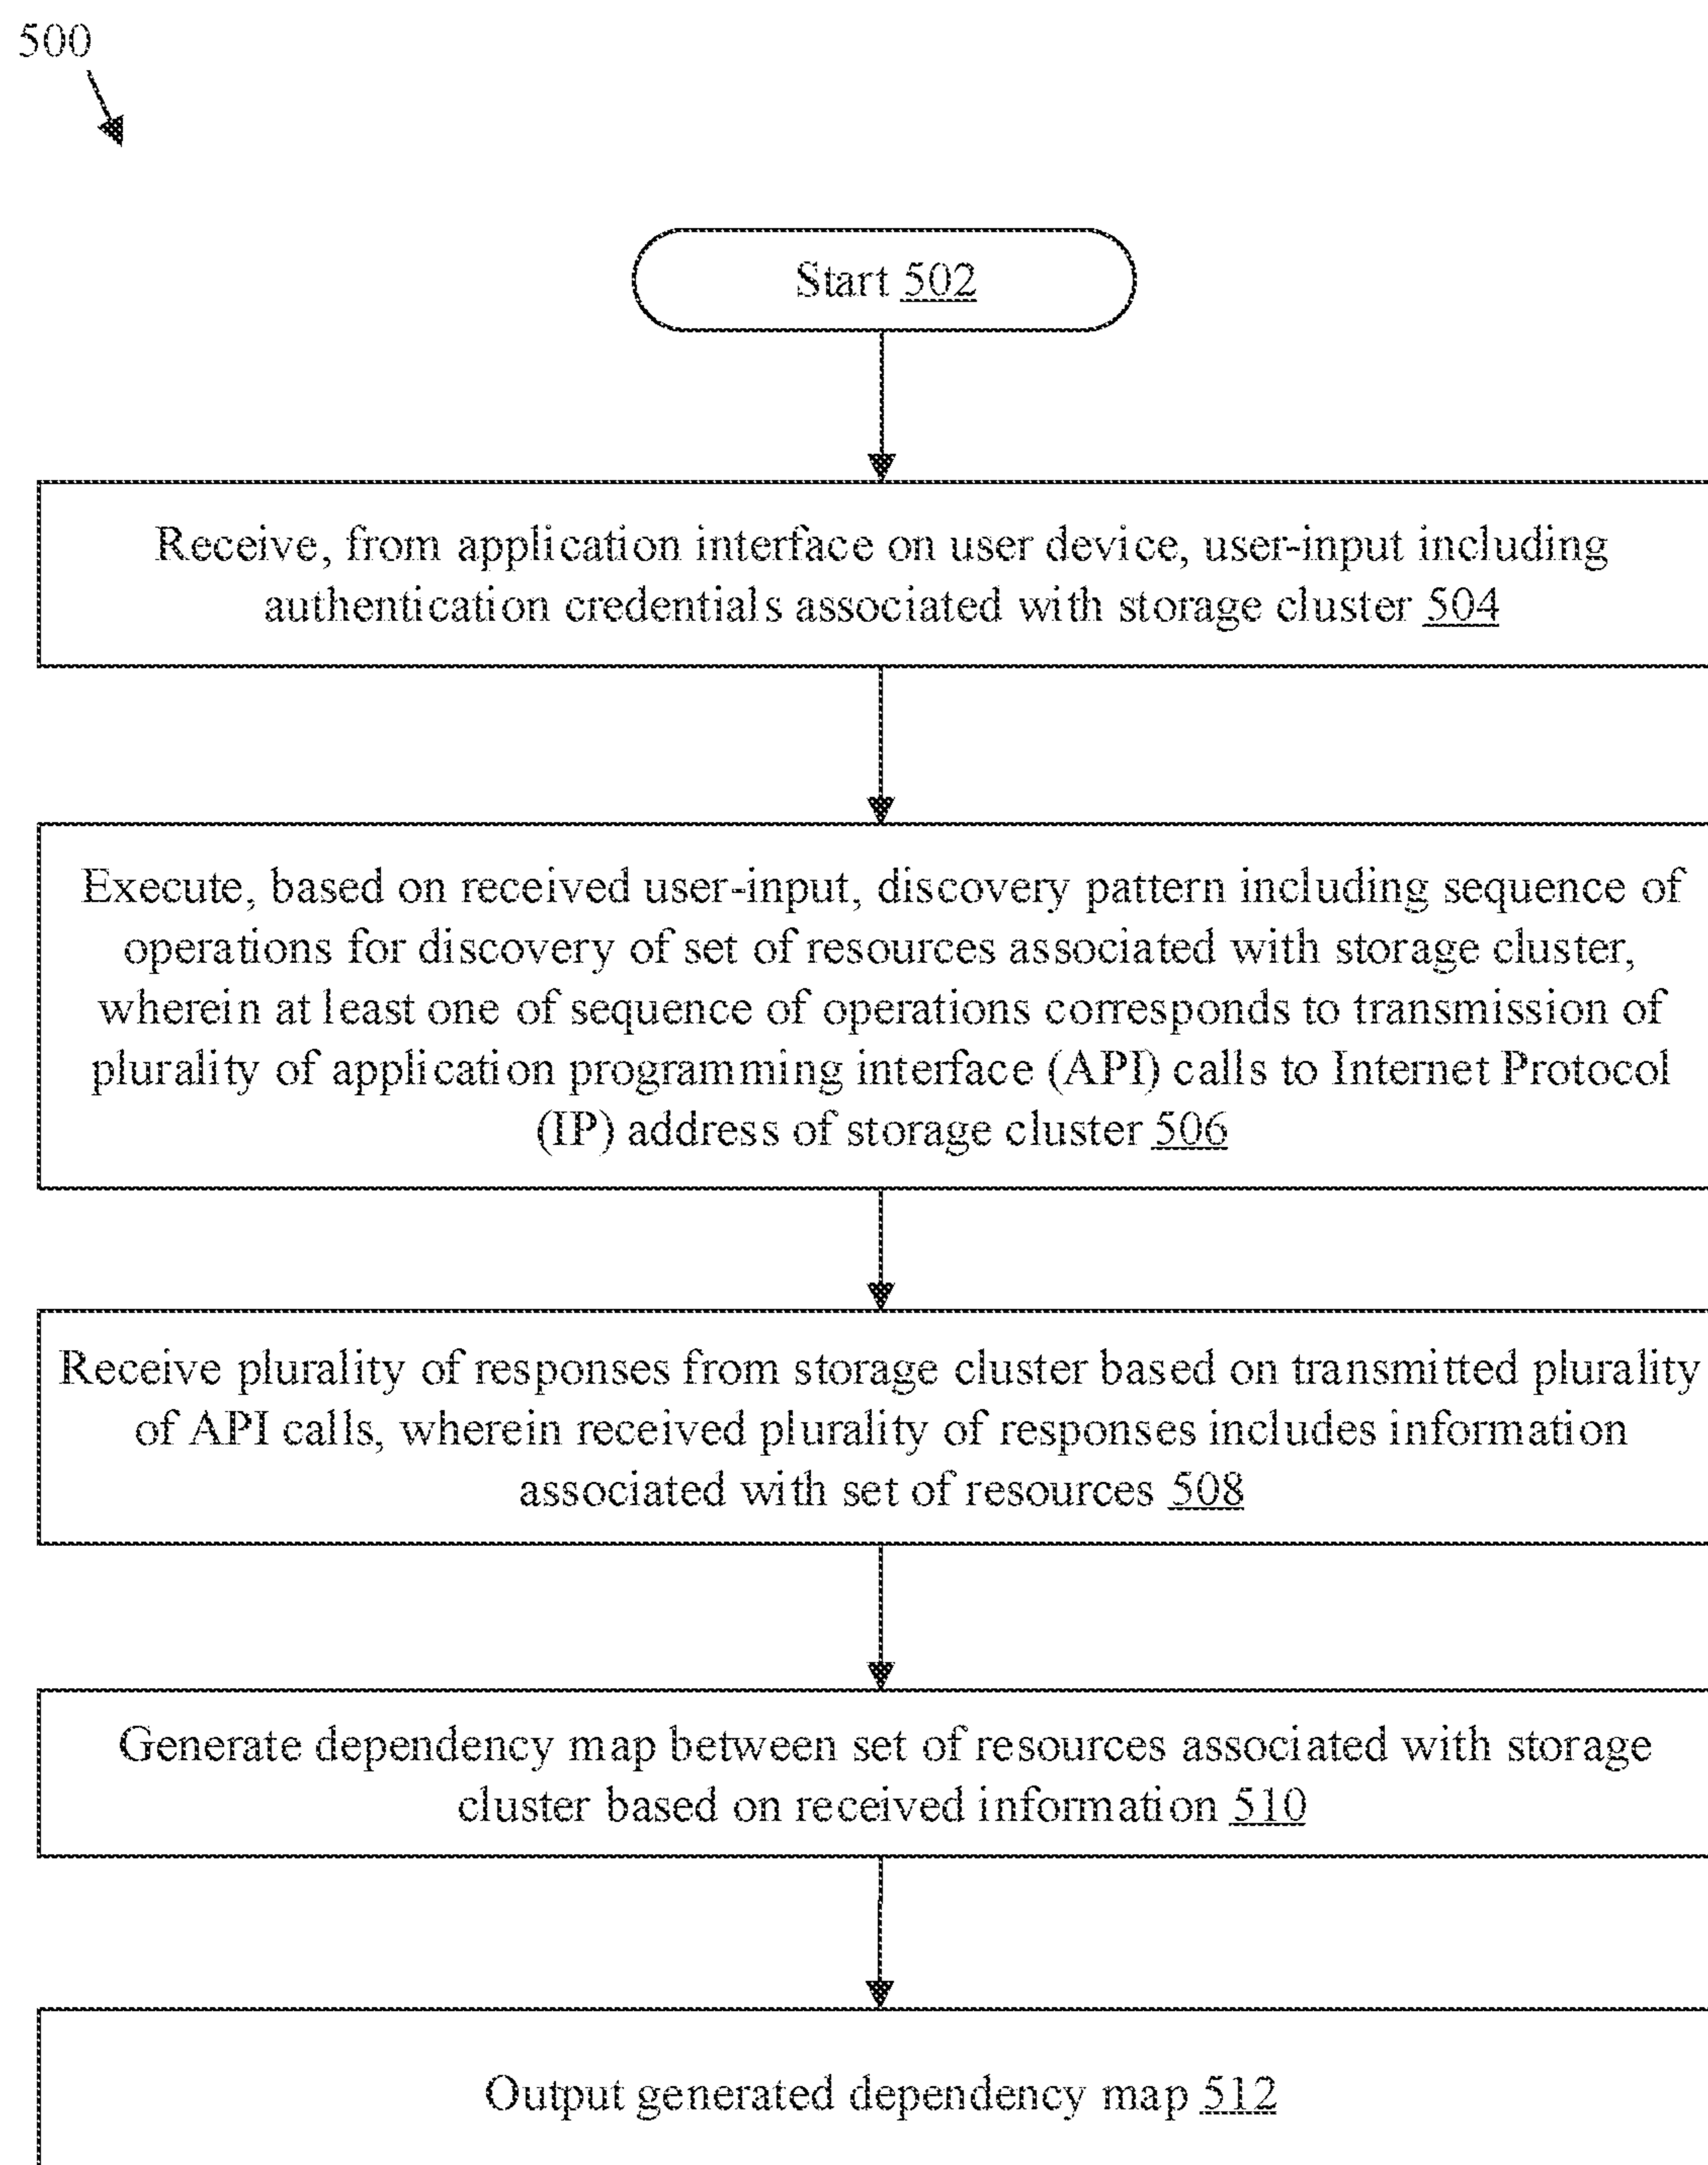 500
Start 502
Receive, from application interface on user device, user-input including
authentication credentials associated with storage cluster 504
Execute, based on received user-input, discovery pattern including sequence of
operations for discovery of set of resources associated with storage cluster,
wherein at least one of sequence of operations corresponds to transmission of
plurality of application programming interface (API) calls to Internet Protocol
(IP) address of storage cluster 506
Receive plurality of responses from storage cluster based on transmitted plurality
of API calls, wherein received plurality of responses includes information
associated with set of resources 508
Generate dependency map between set of resources associated with storage
cluster based on received information 510
Output generated dependency map 512